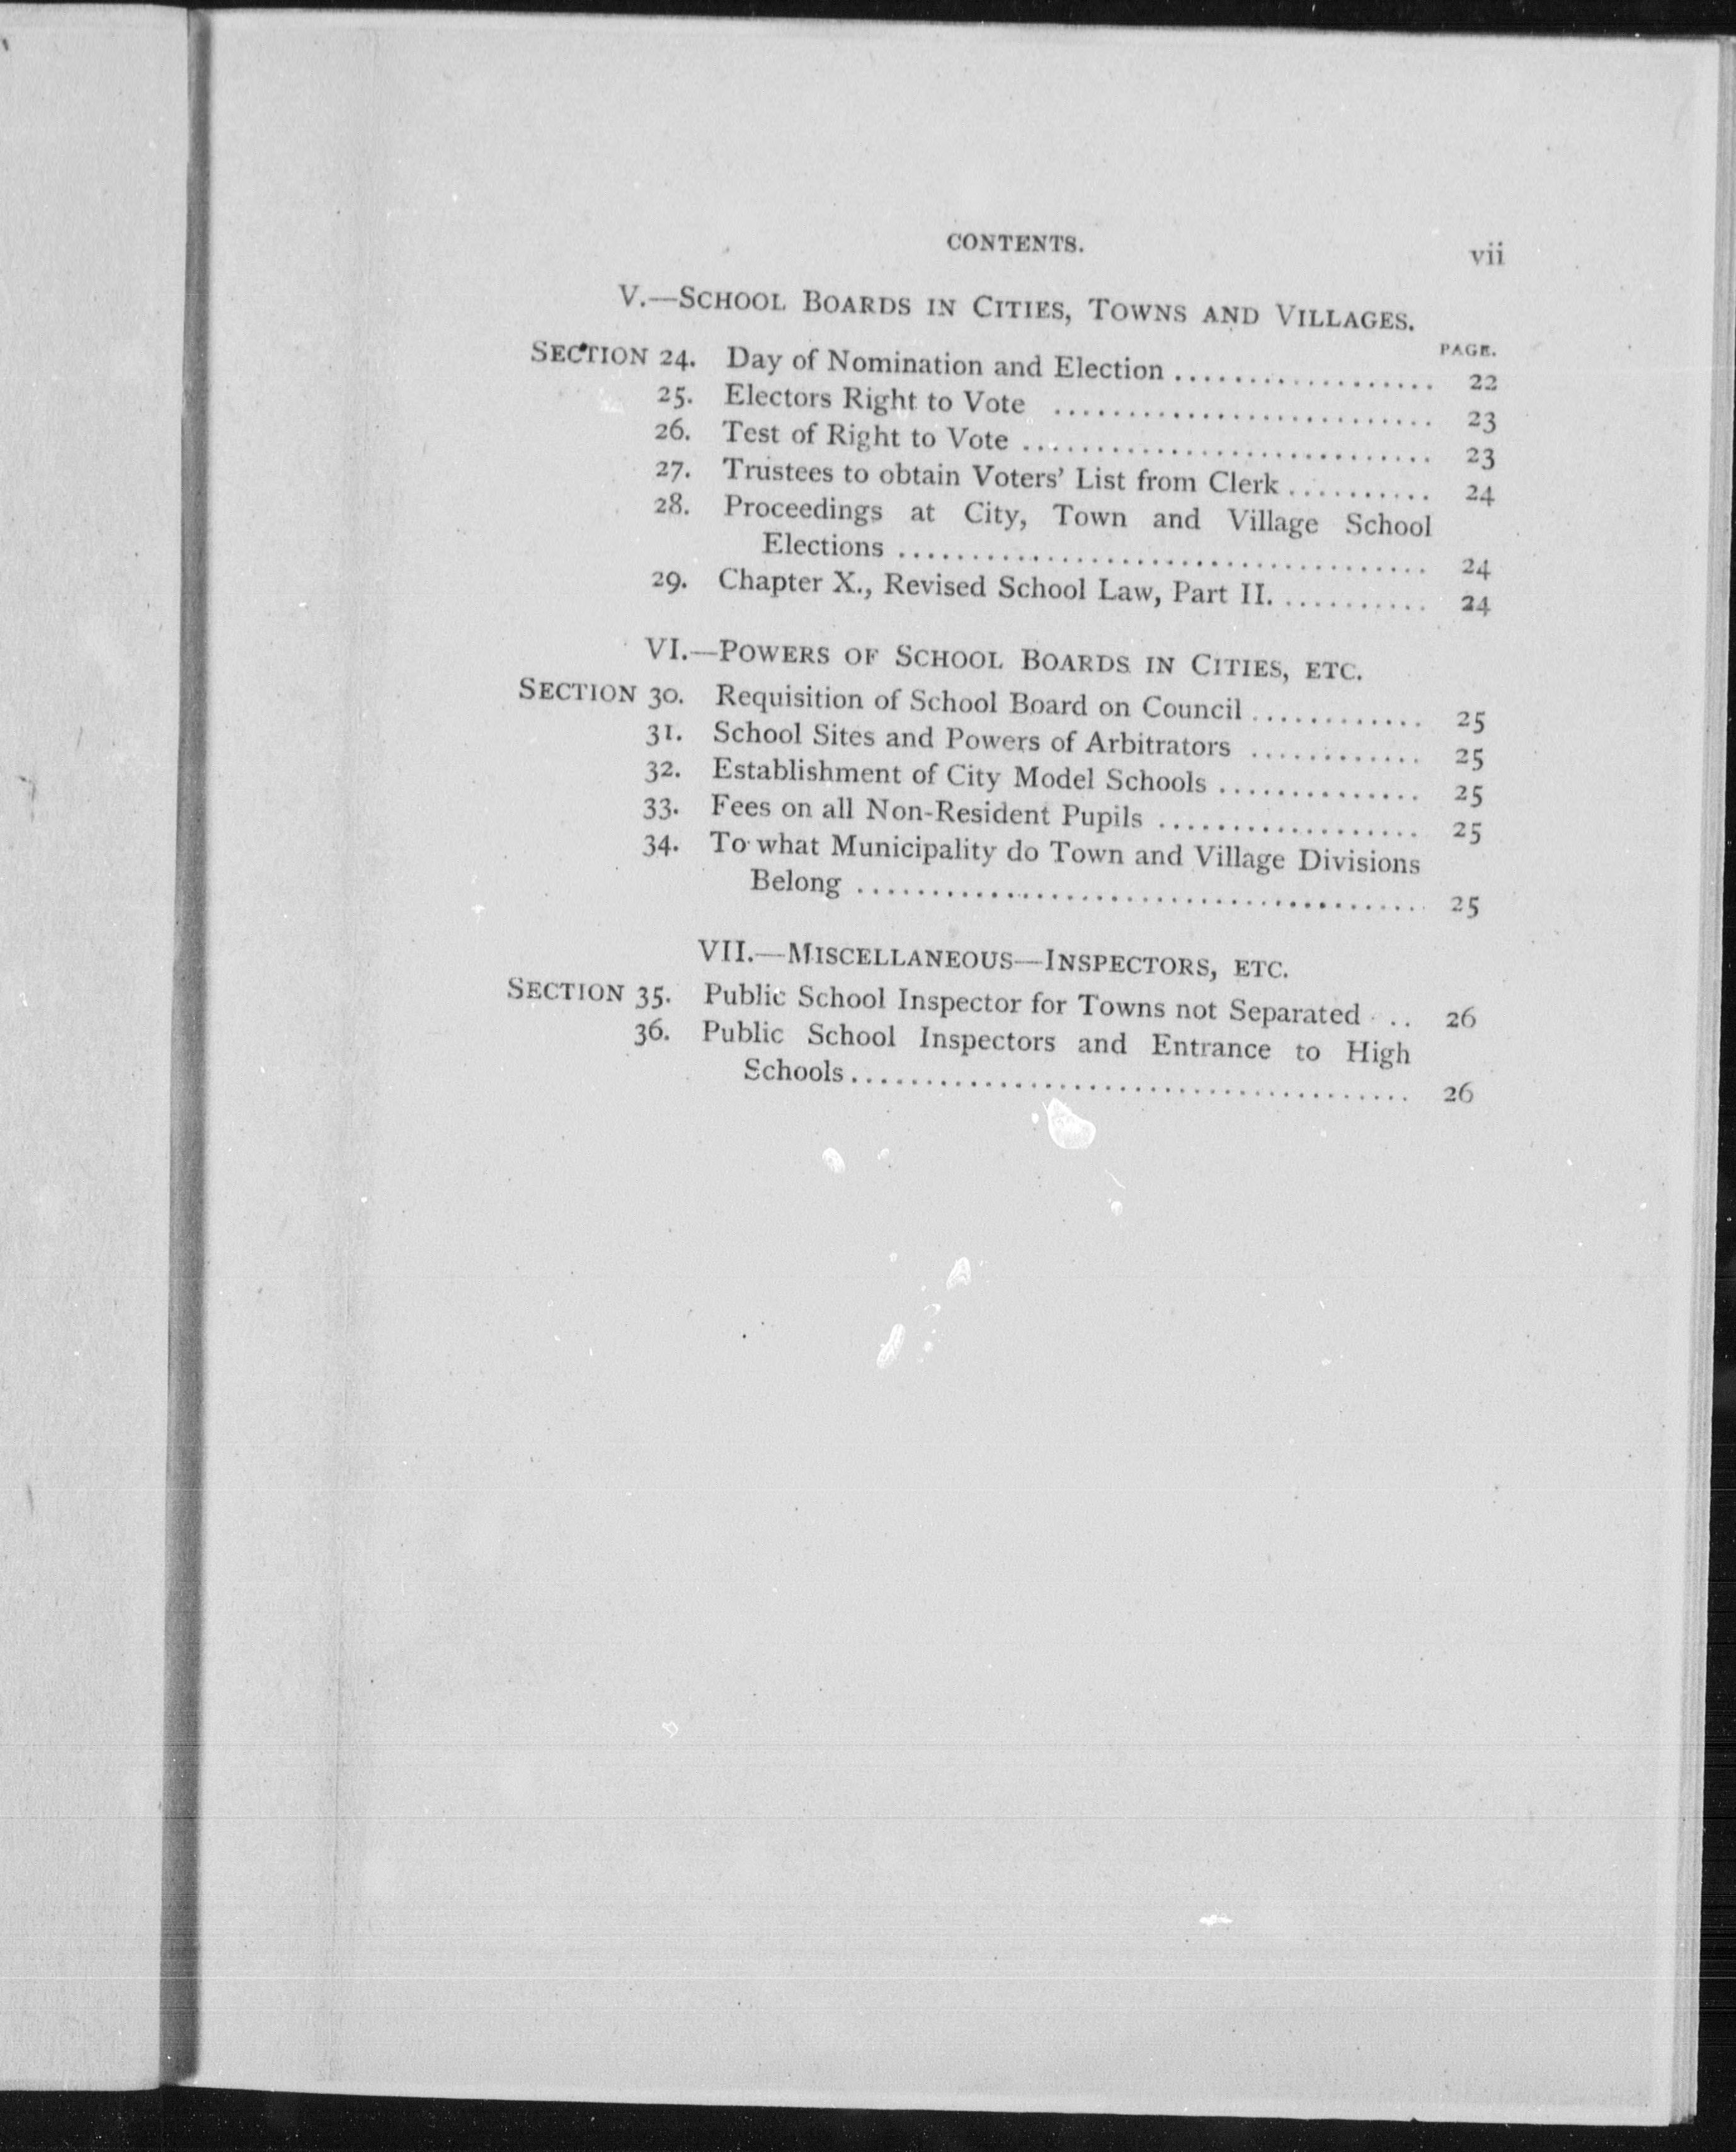 CONTENTS. vii
V.—SCHOOL BOARDS IN CITIES, TOWNS AND VILLAGES.
PAGE.
SECTION 24. Day of Nomination and Election .................. 22
25. Electors Right to Vote .......................... 23
26. Test of Right to Vote ............................ 23
27. Trustees to obtain Voters' List from Clerk .......... 24
28. Proceedings at City, Town and Village School
Elections .................................... 24
29. Chapter X., Revised School Law, Part II. .......... 24
VI.—POWERS OF SCHOOL BOARDS IN CITIES, ETC.
SECTION 30. Requisition of School Board on Council ............ 25
31. School Sites and Powers of Arbitrators ............ 25
32. Establishment of City Model Schools .............. 25
33. Fees on all Non-Resident Pupils .................. 25
34. To what Municipality do Town and Village Divisions
Belong ....................................... 25
VII.—MISCELLANEOUS—INSPECTORS, ETC.
SECTION 35. Public School Inspector for Towns not Separated ... 26
36. Public School Inspectors and Entrance to High
Schools...................................... 26